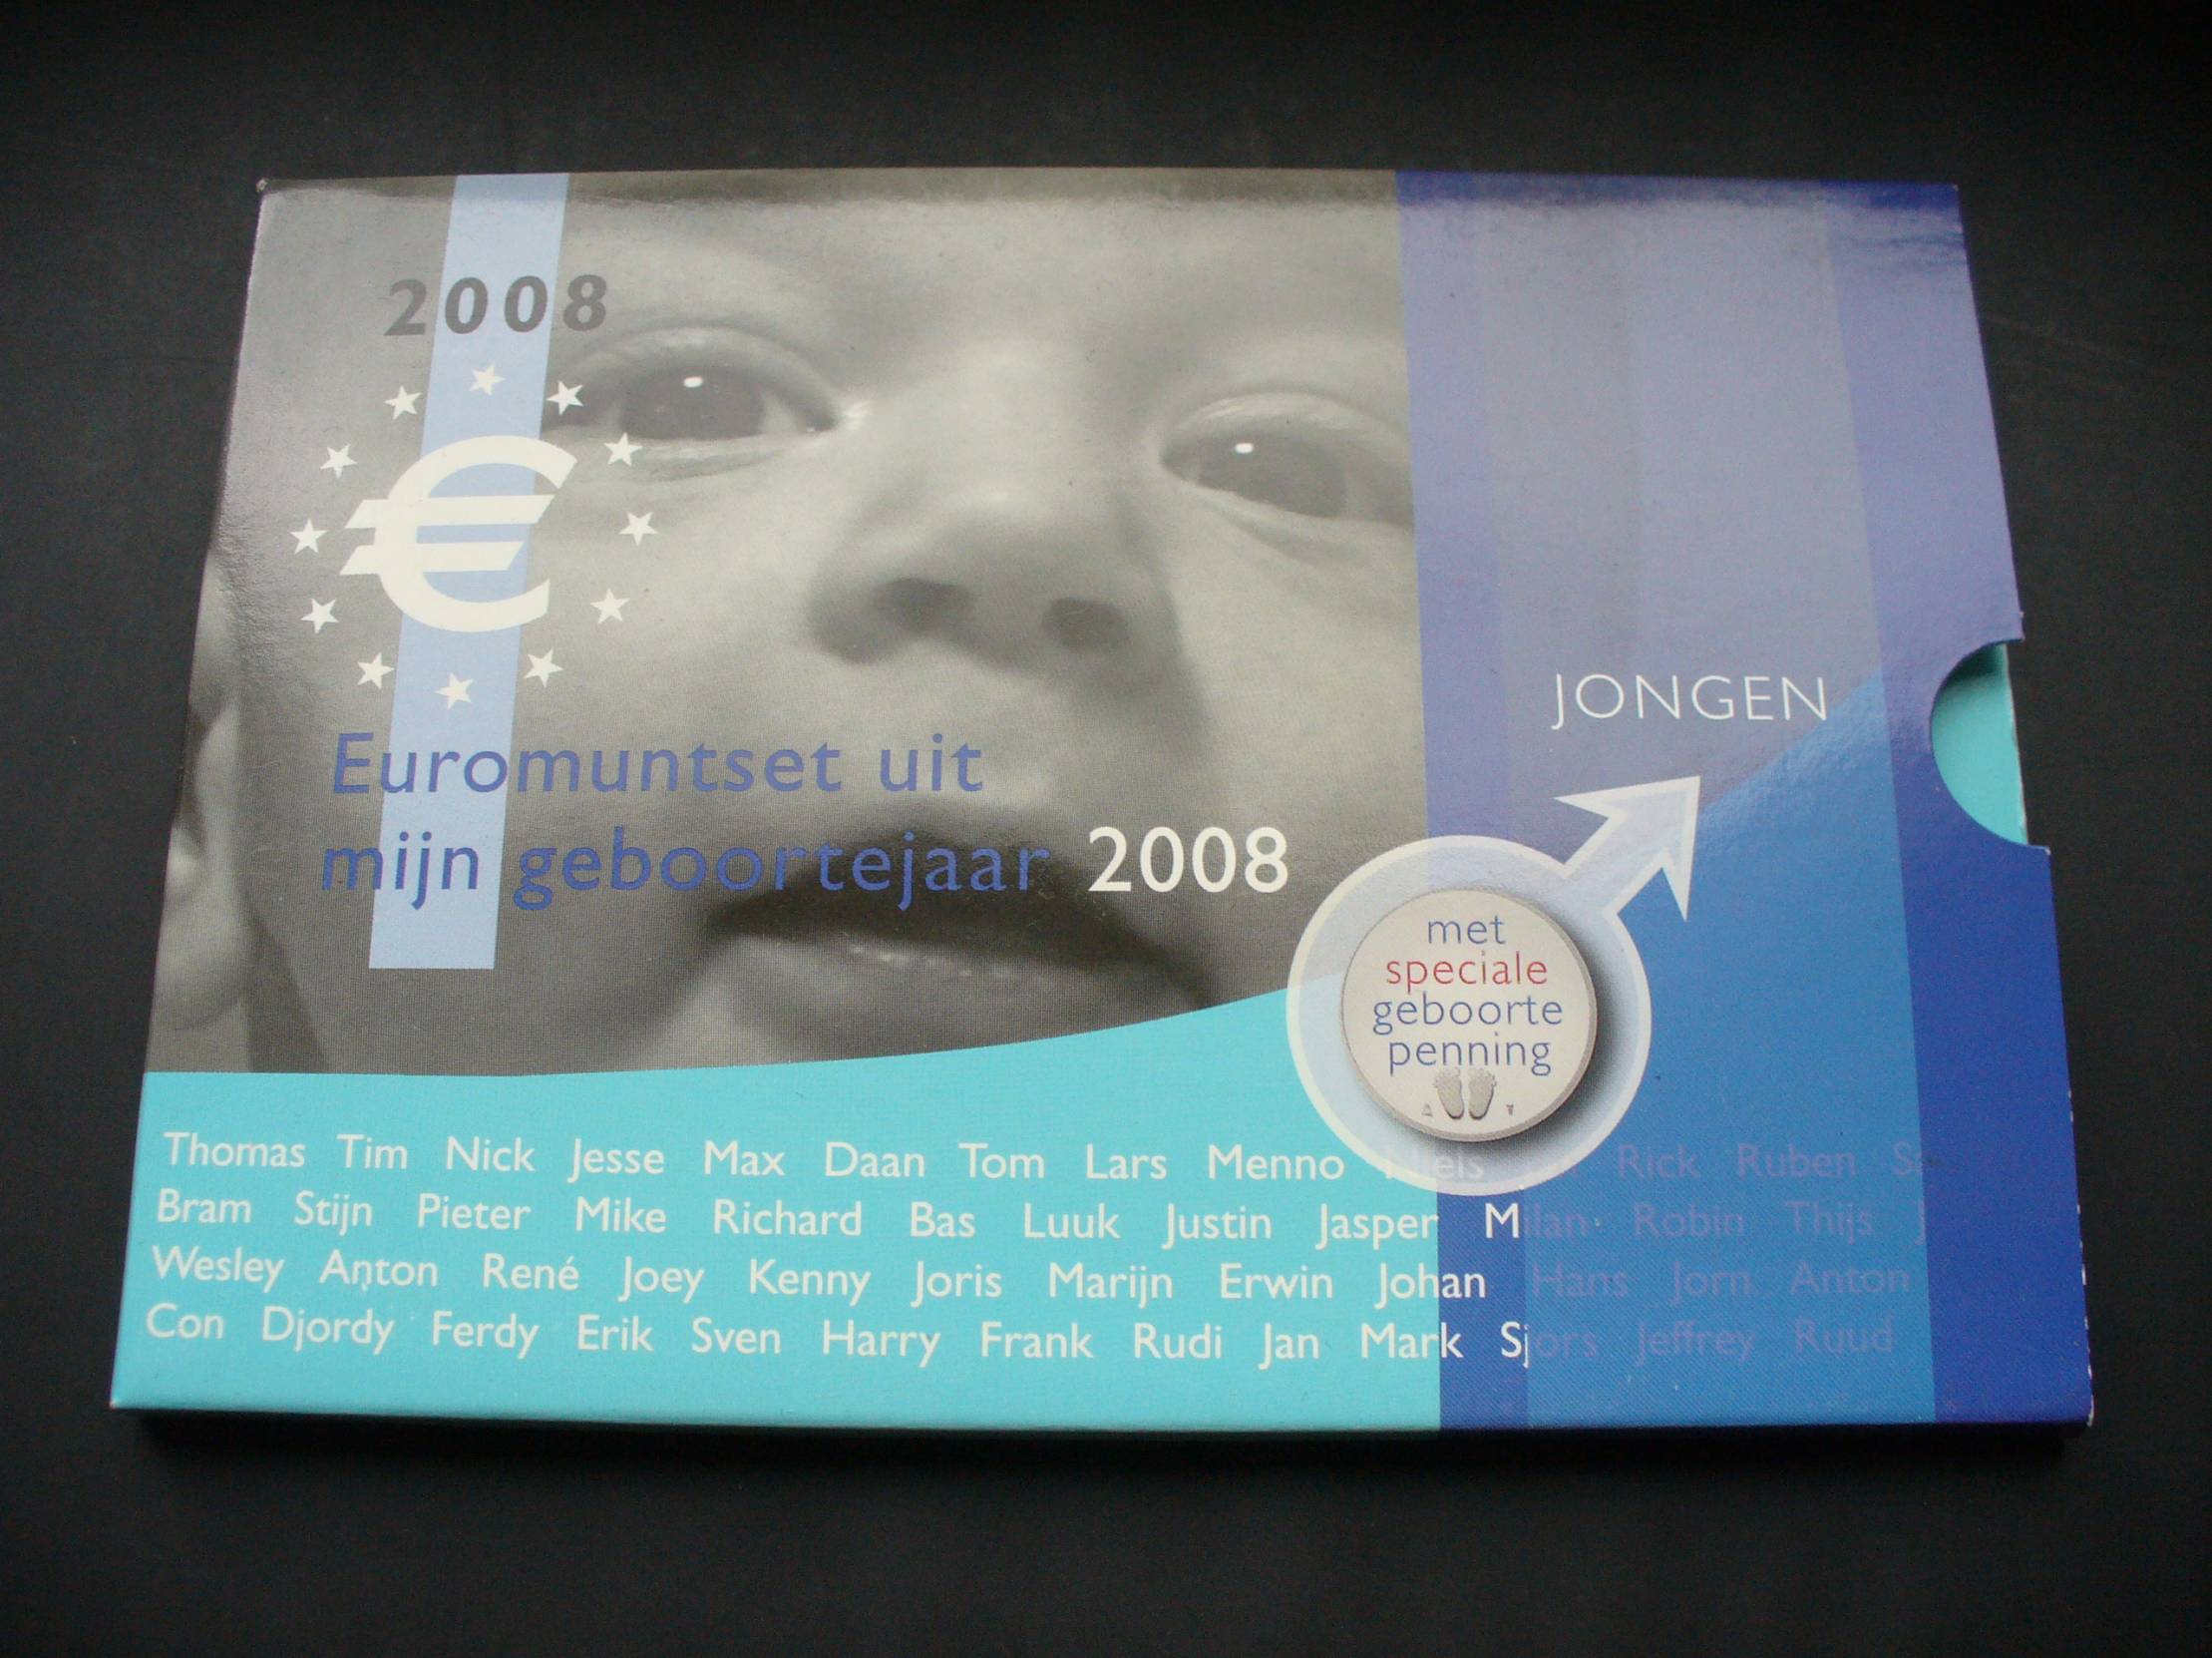 2008
€
Euromuntset uit
mijn geboortejaar 2008
JONGEN
met
speciale
geboorte
penning
Thomas Tim Nick Jesse Max Daan Tom Lars Menno Niels Rick Ruben
Bram Stijn Pieter Mike Richard Bas Luuk Justin Jasper Milan Robin Thijs J
Wesley Anton René Joey Kenny Joris Marijn Erwin Johan Hans Jorn Anton
Con Djordy Ferdy Erik Sven Harry Frank Rudi Jan Mark Sjors Jeffrey Ruud